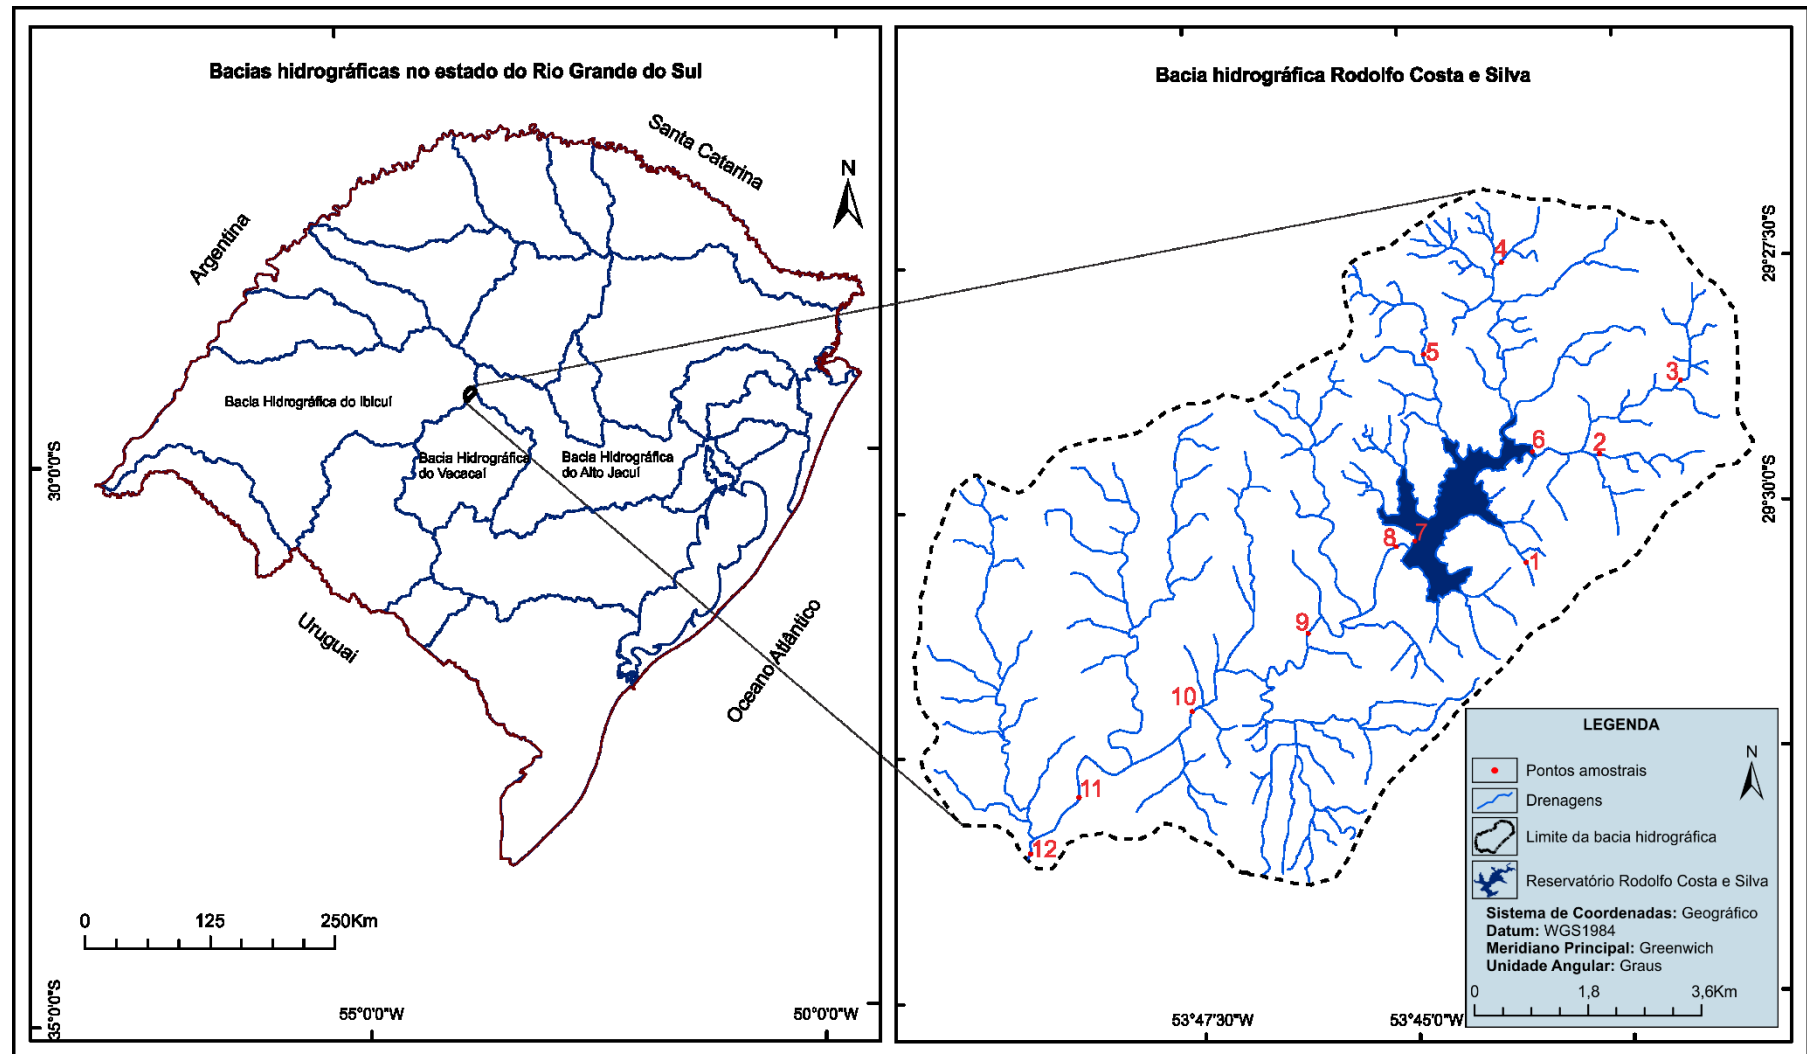 Bacias hidrográficas no estado do Rio Grande do Sul
Santa Catarina
N
Argentina
Bacia Hidrográfica do Ibicuí
Bacia Hidrográfica
do Vacacaí
Bacia Hidrográfica
do Alto Jacuí
30°0'0"S
Uruguai
Oceano Atlântico
0 125 250Km
35°0'0"S
55°0'0"W
50°0'0"W
Bacia hidrográfica Rodolfo Costa e Silva
29°27'30"S
4
5
3
6
2
29°30'0"S
7
8
1
9
10
11
12
LEGENDA
N
Pontos amostrais
Drenagens
Limite da bacia hidrográfica
Reservatório Rodolfo Costa e Silva
Sistema de Coordenadas: Geográfico
Datum: WGS1984
Meridiano Principal: Greenwich
Unidade Angular: Graus
0 1,8 3,6Km
53°47'30"W
53°45'0"W